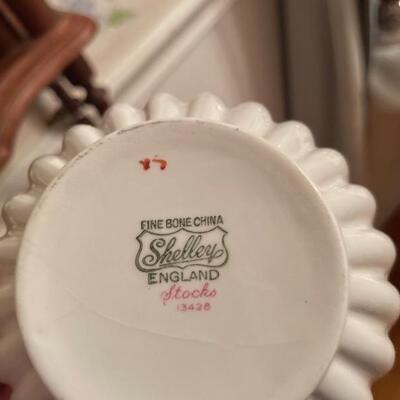 FINE BONE CHINA
Shelley
ENGLAND
Stocks
13428